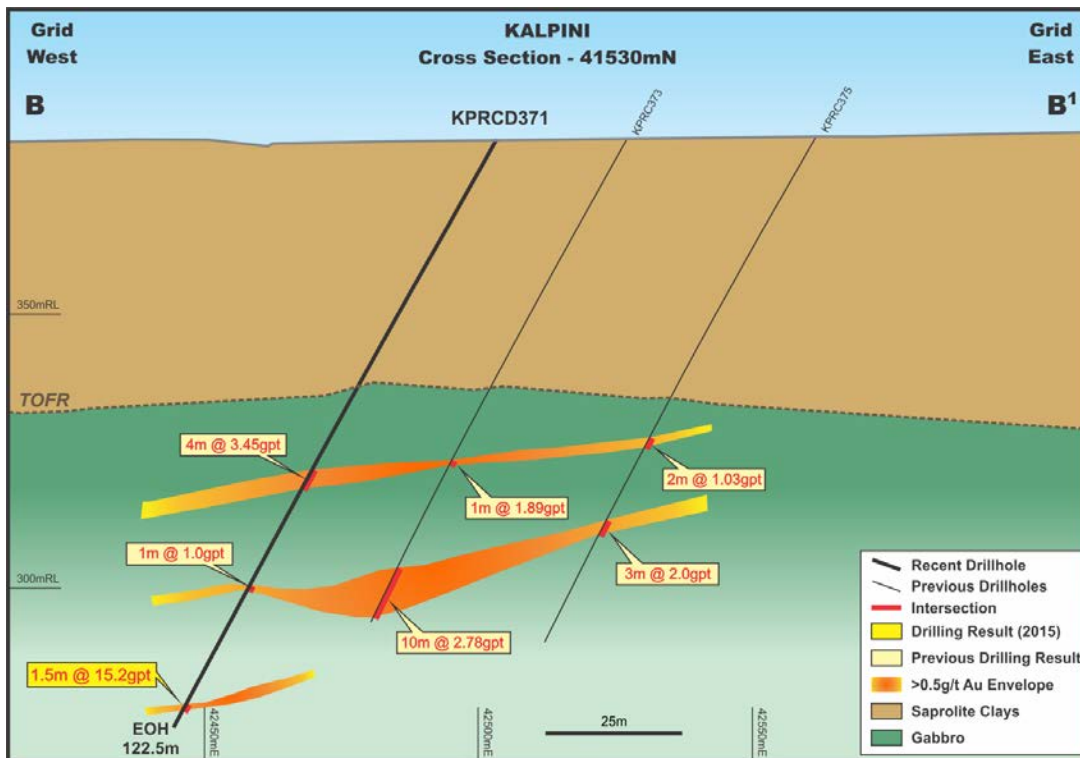 Grid
West
KALPINI
Cross Section - 41530mN
Grid
East
B
B1
KPRCD371
KPRC373
KPRC375
350mRL
TOFR
4m @ 3.45gpt
1m @ 1.89gpt
2m @ 1.03gpt
1m @ 1.0gpt
300mRL
3m @ 2.0gpt
10m @ 2.78gpt
1.5m @ 15.2gpt
EOH
122.5m
42450mE
42500mE
25m
42550mE
Recent Drillhole
Previous Drillholes
Intersection
Drilling Result (2015)
Previous Drilling Result
>0.5g/t Au Envelope
Saprolite Clays
Gabbro